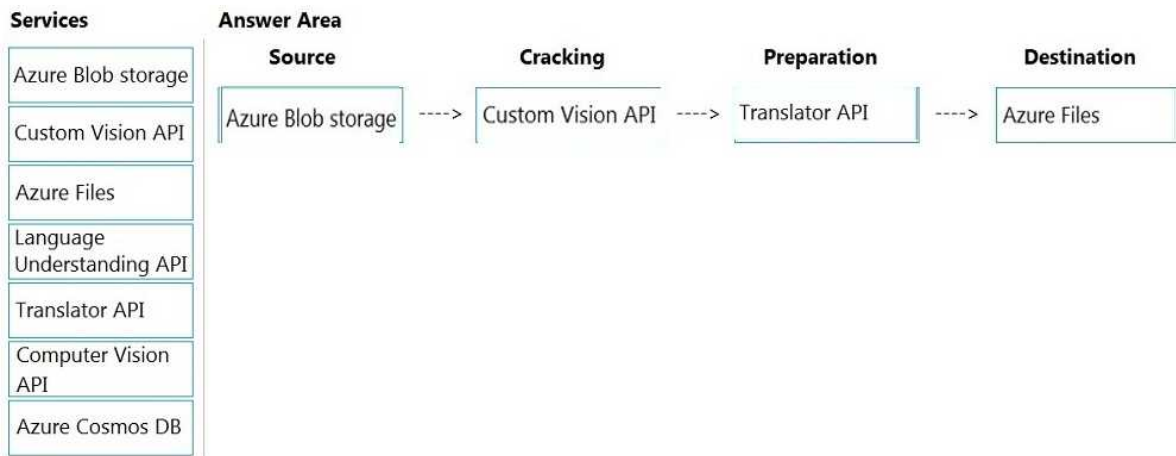 Services
Answer Area
Source
Cracking
Preparation
Destination
Azure Blob storage
Custom Vision API
Azure Files
Language
Understanding API
Translator API
Computer Vision
API
Azure Cosmos DB
Azure Blob storage
---->
Custom Vision API
---->
Translator API
---->
Azure Files